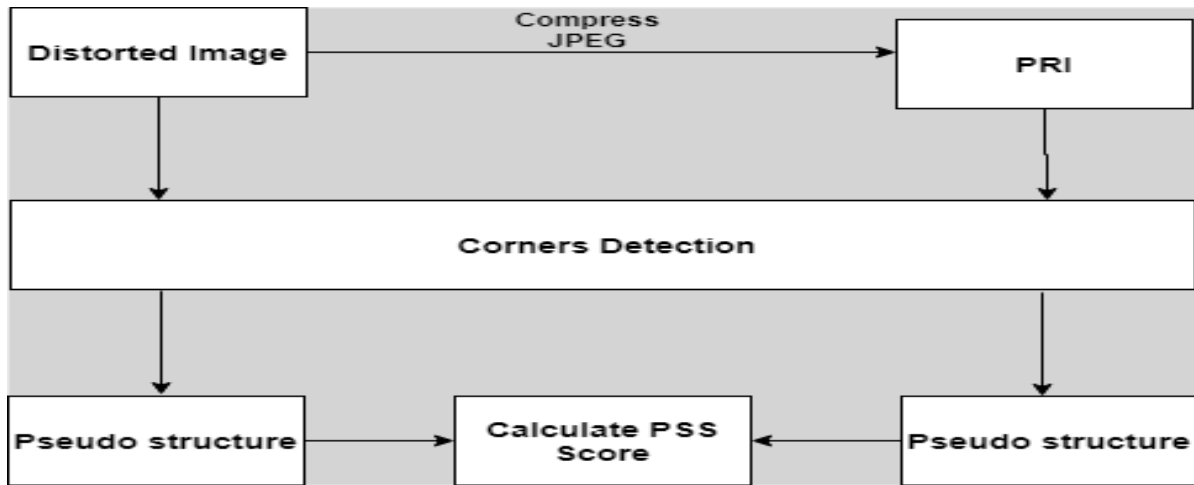 Distorted Image
Compress
JPEG
PRI
Corners Detection
Pseudo structure
Calculate PSS
Score
Pseudo structure